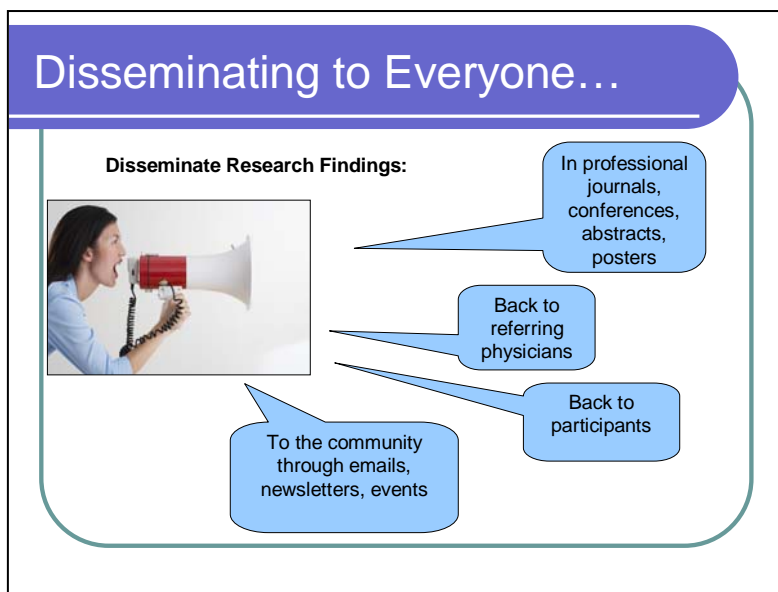 Disseminating to Everyone…
Disseminate Research Findings:
In professional
journals,
conferences,
abstracts,
posters
Back to
referring
physicians
Back to
participants
To the community
through emails,
newsletters, events